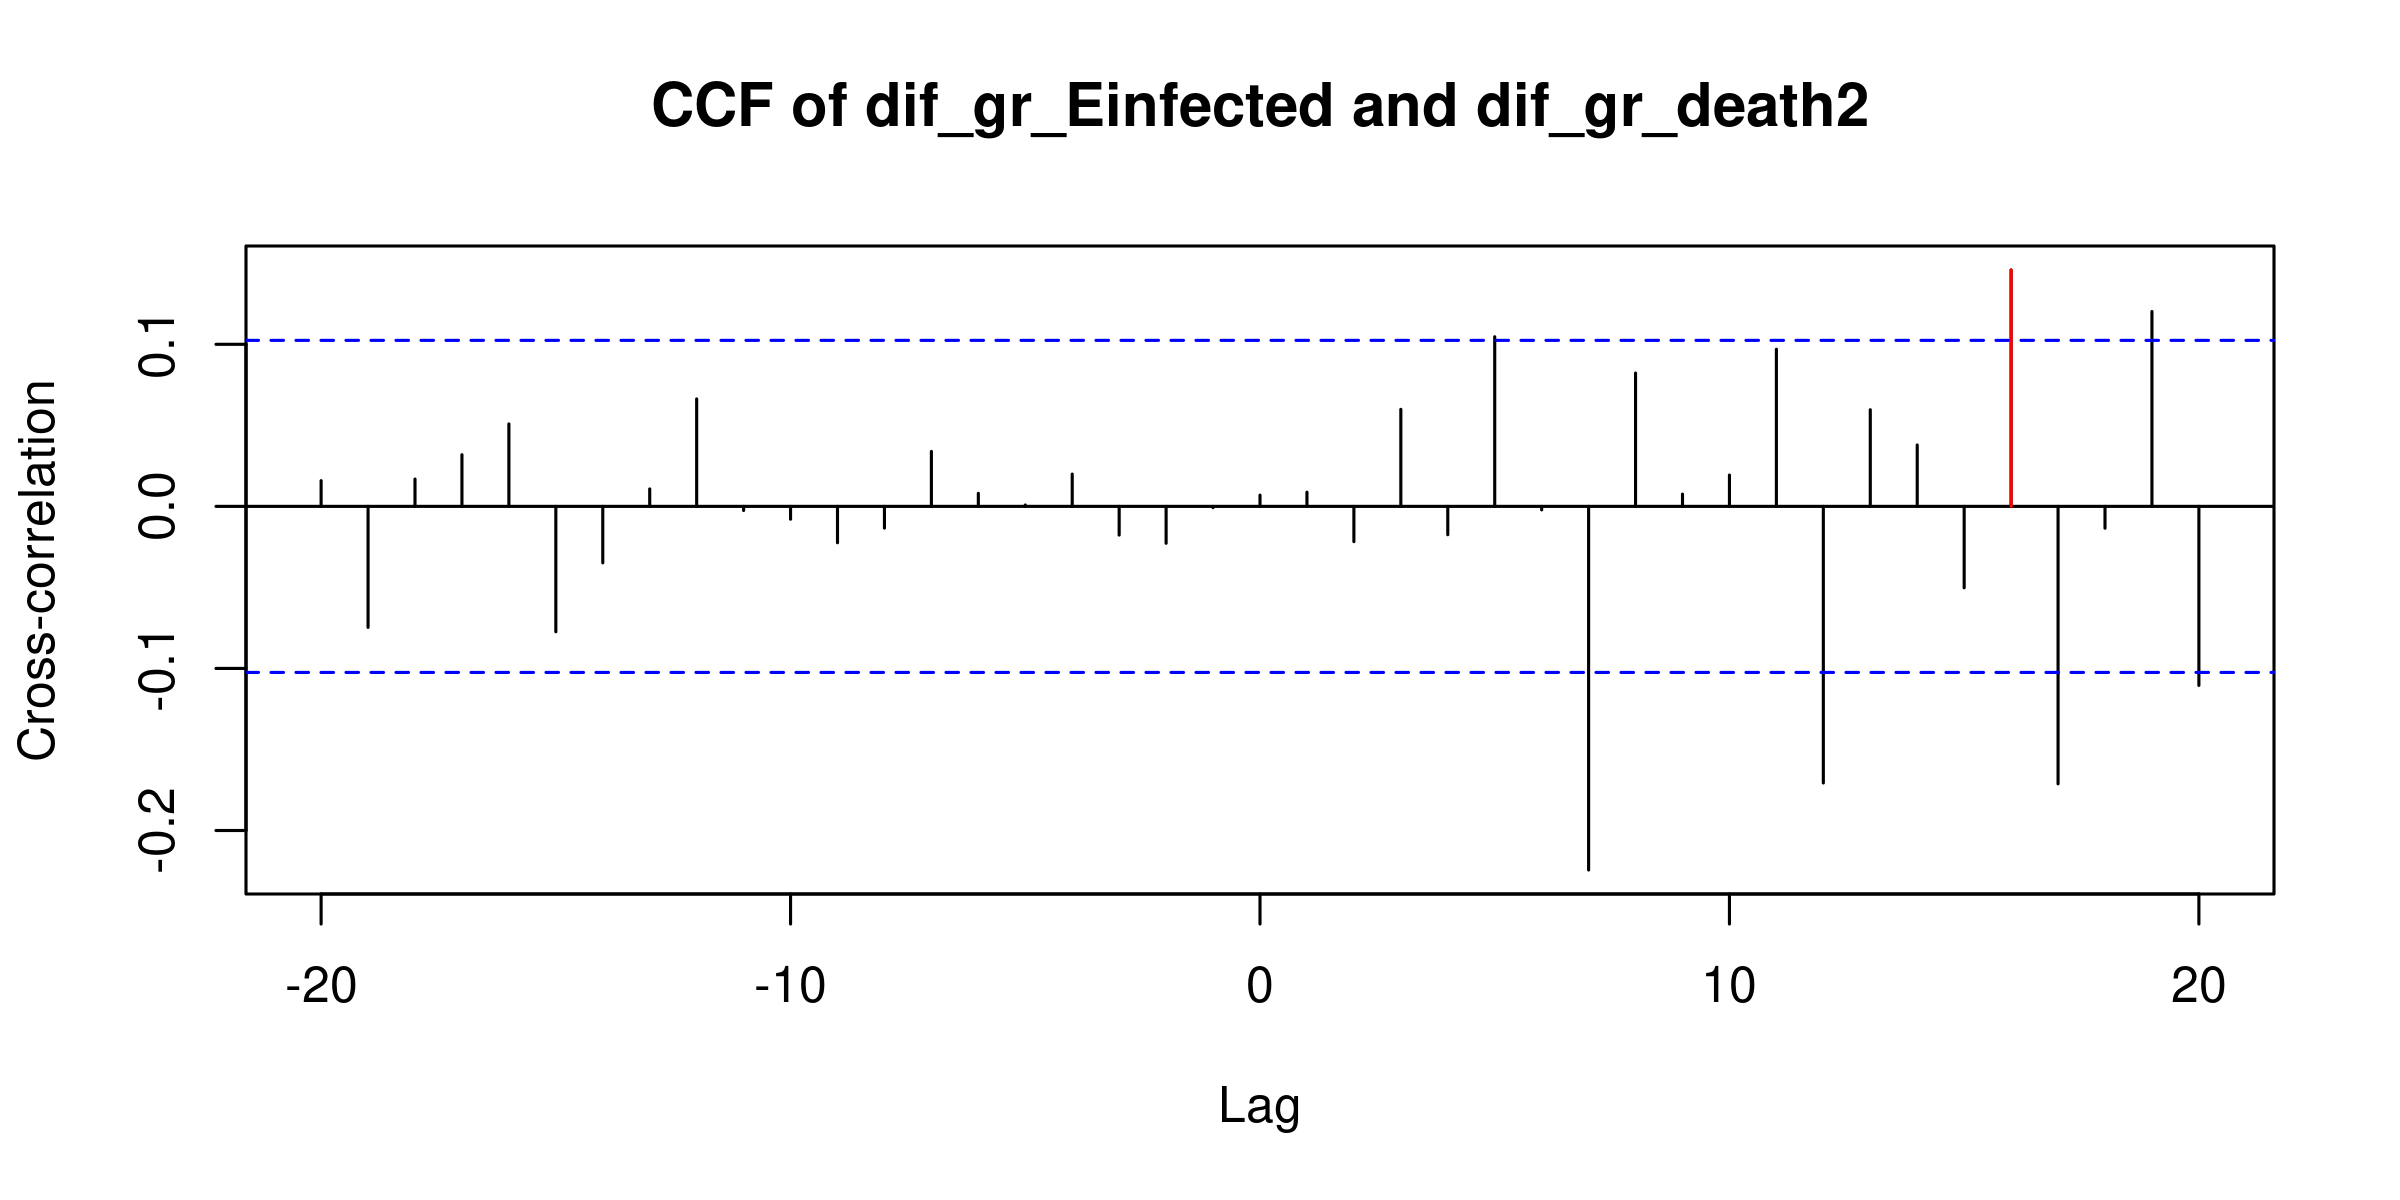 CCF of dif_gr_Einfected and dif_gr_death2
Cross-correlation
0.1
0.0
-0.1
-0.2
-20 -10 0 10 20
Lag